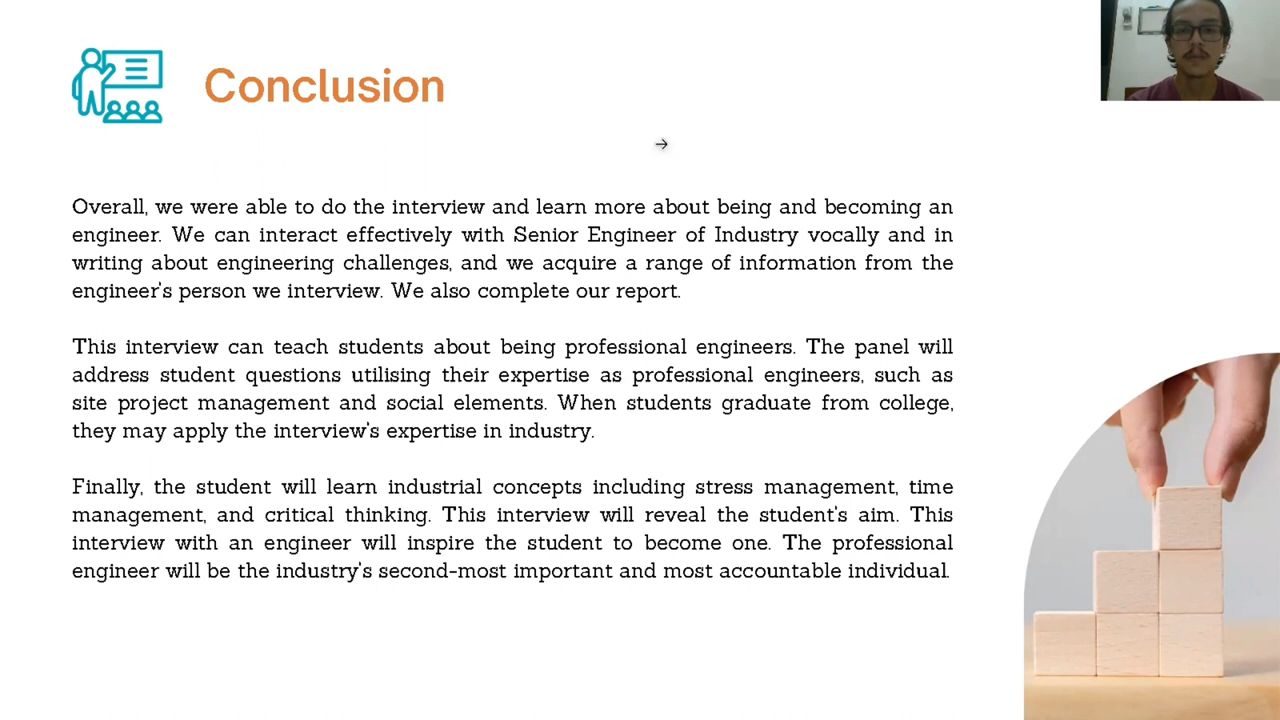 Conclusion
Overall, we were able to do the interview and learn more about being and becoming an
engineer. We can interact effectively with Senior Engineer of Industry vocally and in
writing about engineering challenges, and we acquire a range of information from the
engineer's person we interview. We also complete our report.
This interview can teach students about being professional engineers. The panel will
address student questions utilising their expertise as professional engineers, such as
site project management and social elements. When students graduate from college,
they may apply the interview's expertise in industry.
Finally, the student will learn industrial concepts including stress management, time
management, and critical thinking. This interview will reveal the student's aim. This
interview with an engineer will inspire the student to become one. The professional
engineer will be the industry's second-most important and most accountable individual.